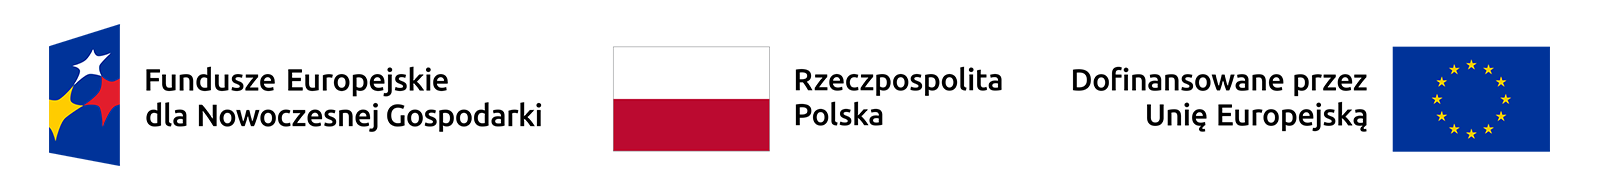 Fundusze Europejskie
dla Nowoczesnej Gospodarki
Rzeczpospolita
Polska
Dofinansowane przez
Unię Europejską